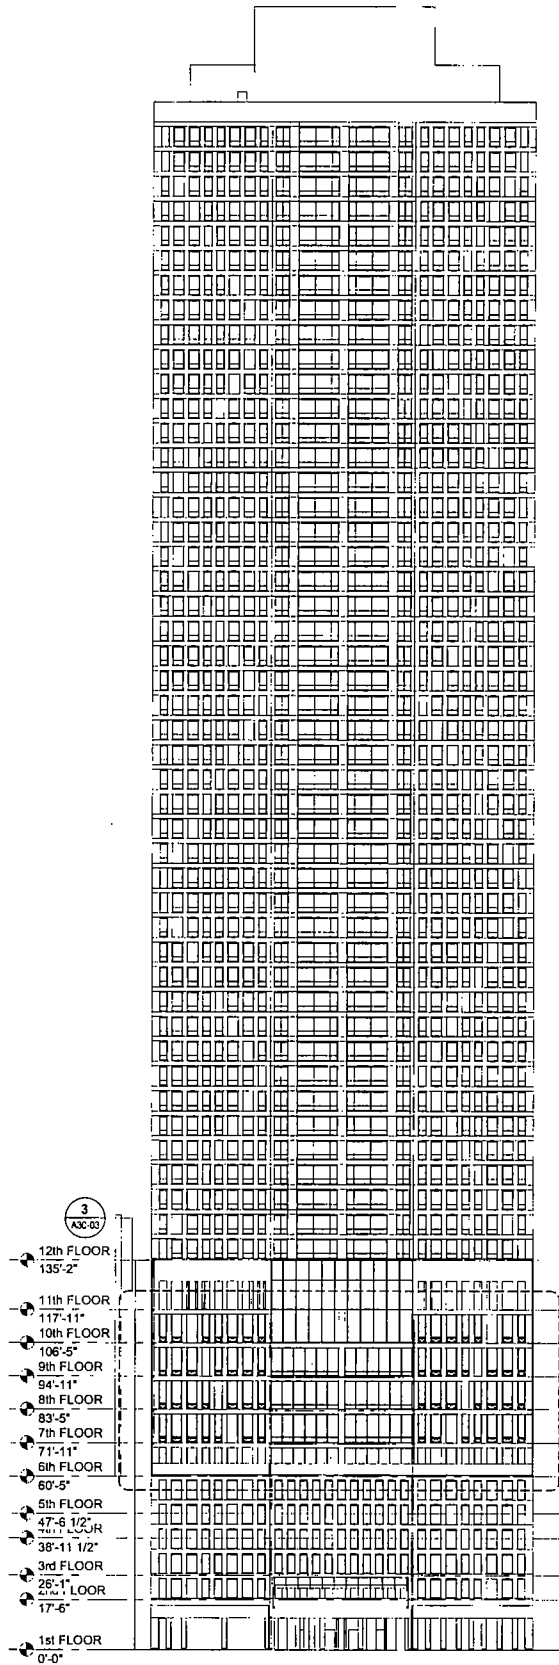 3
A3C-03
12th FLOOR
135'-2"
11th FLOOR
117'-11"
10th FLOOR
106'-5"
9th FLOOR
94'-11"
8th FLOOR
83'-5"
7th FLOOR
71'-11"
6th FLOOR
60'-5"
5th FLOOR
47'-6 1/2"
FLOOR
38'-11 1/2"
3rd FLOOR
26'-1"
FLOOR
17'-6"
1st FLOOR
0'-0"